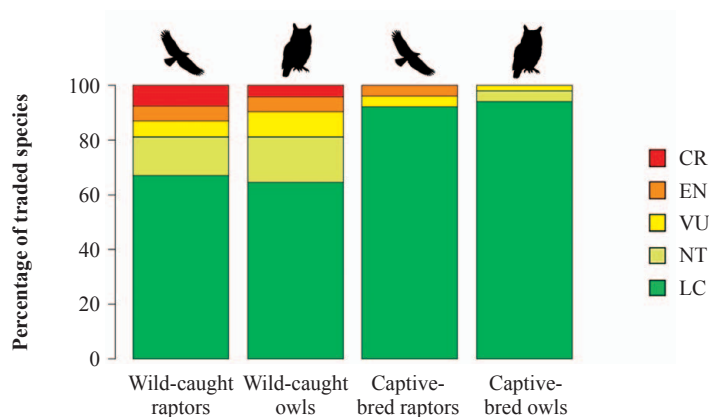 Percentage of traded species
100
80
60
40
20
0
Wild-caught
raptors
Wild-caught
owls
Captive-
bred raptors
Captive-
bred owls
CR
EN
VU
NT
LC